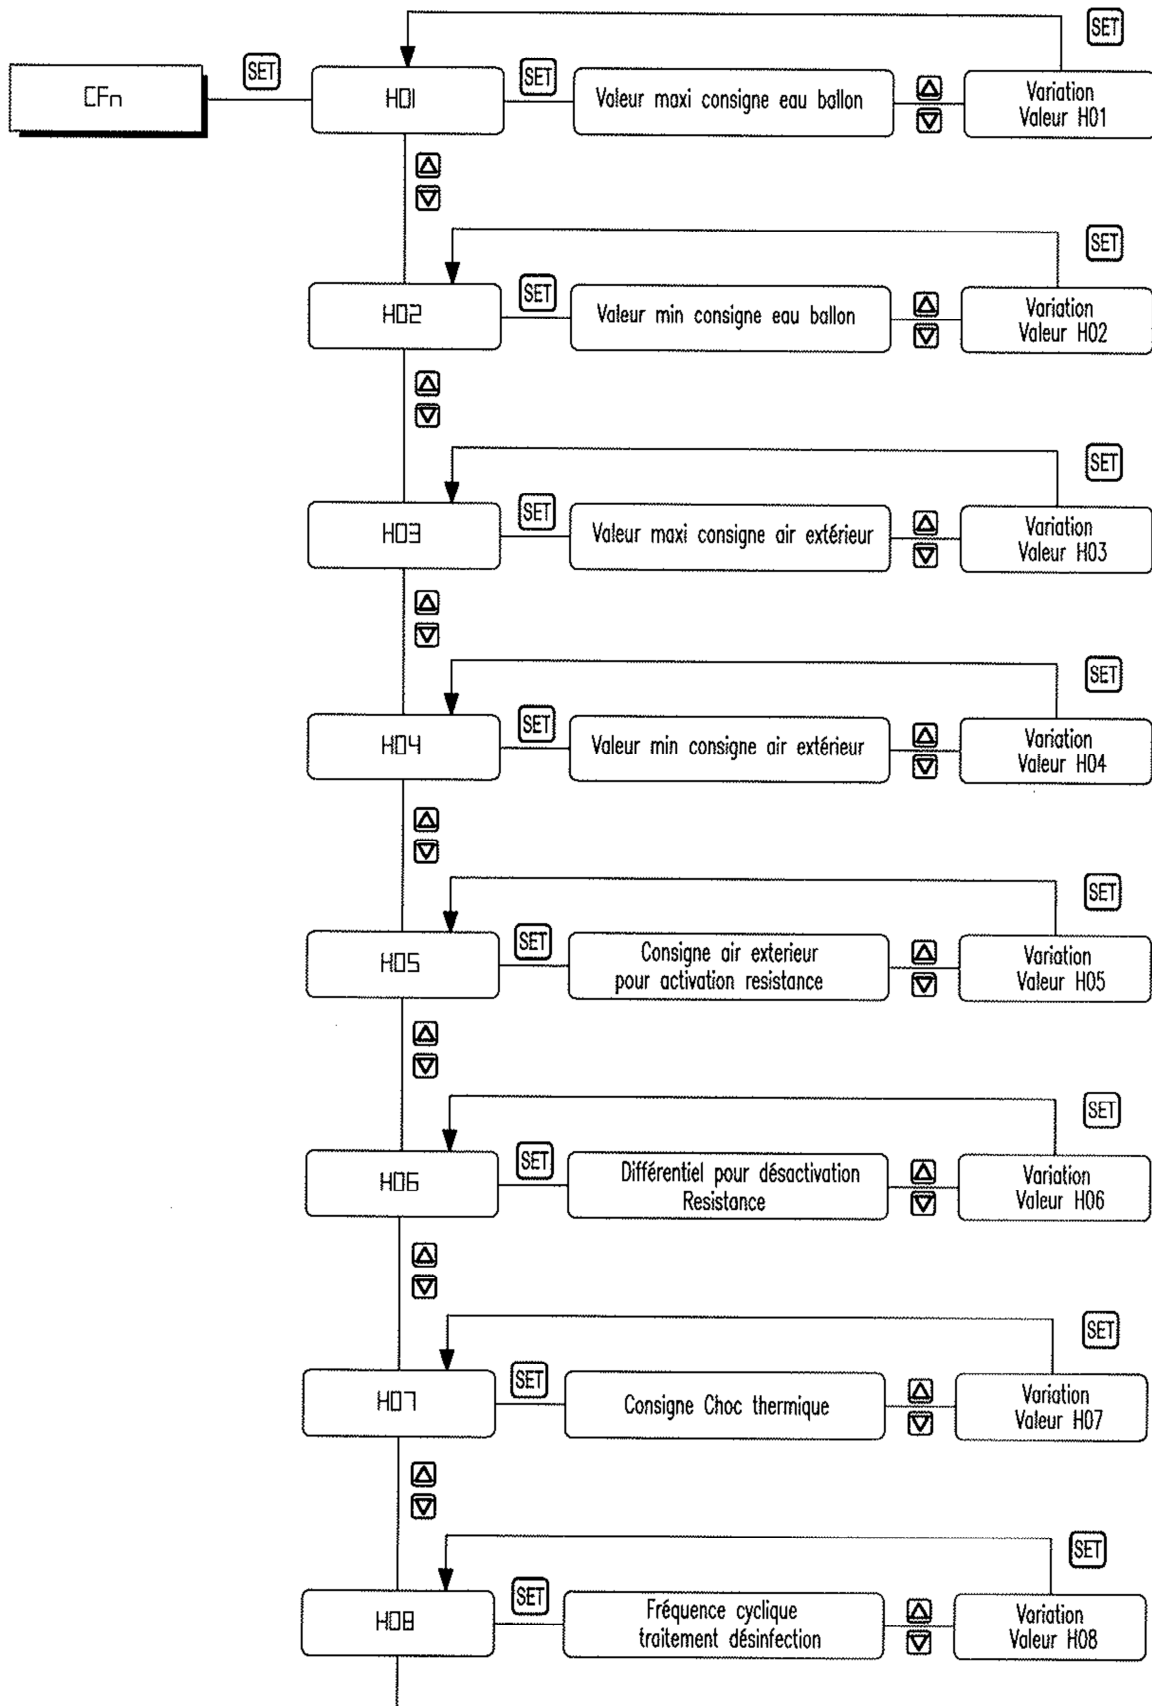 SET
CFn
SET
H01
SET
Valeur maxi consigne eau ballon
Variation
Valeur H01
SET
H02
SET
Valeur min consigne eau ballon
Variation
Valeur H02
SET
H03
SET
Valeur maxi consigne air extérieur
Variation
Valeur H03
SET
H04
SET
Valeur min consigne air extérieur
Variation
Valeur H04
SET
H05
SET
Consigne air exterieur
pour activation resistance
Variation
Valeur H05
SET
H06
SET
Différentiel pour désactivation
Resistance
Variation
Valeur H06
SET
H07
SET
Consigne Choc thermique
Variation
Valeur H07
SET
H08
SET
Fréquence cyclique
traitement désinfection
Variation
Valeur H08